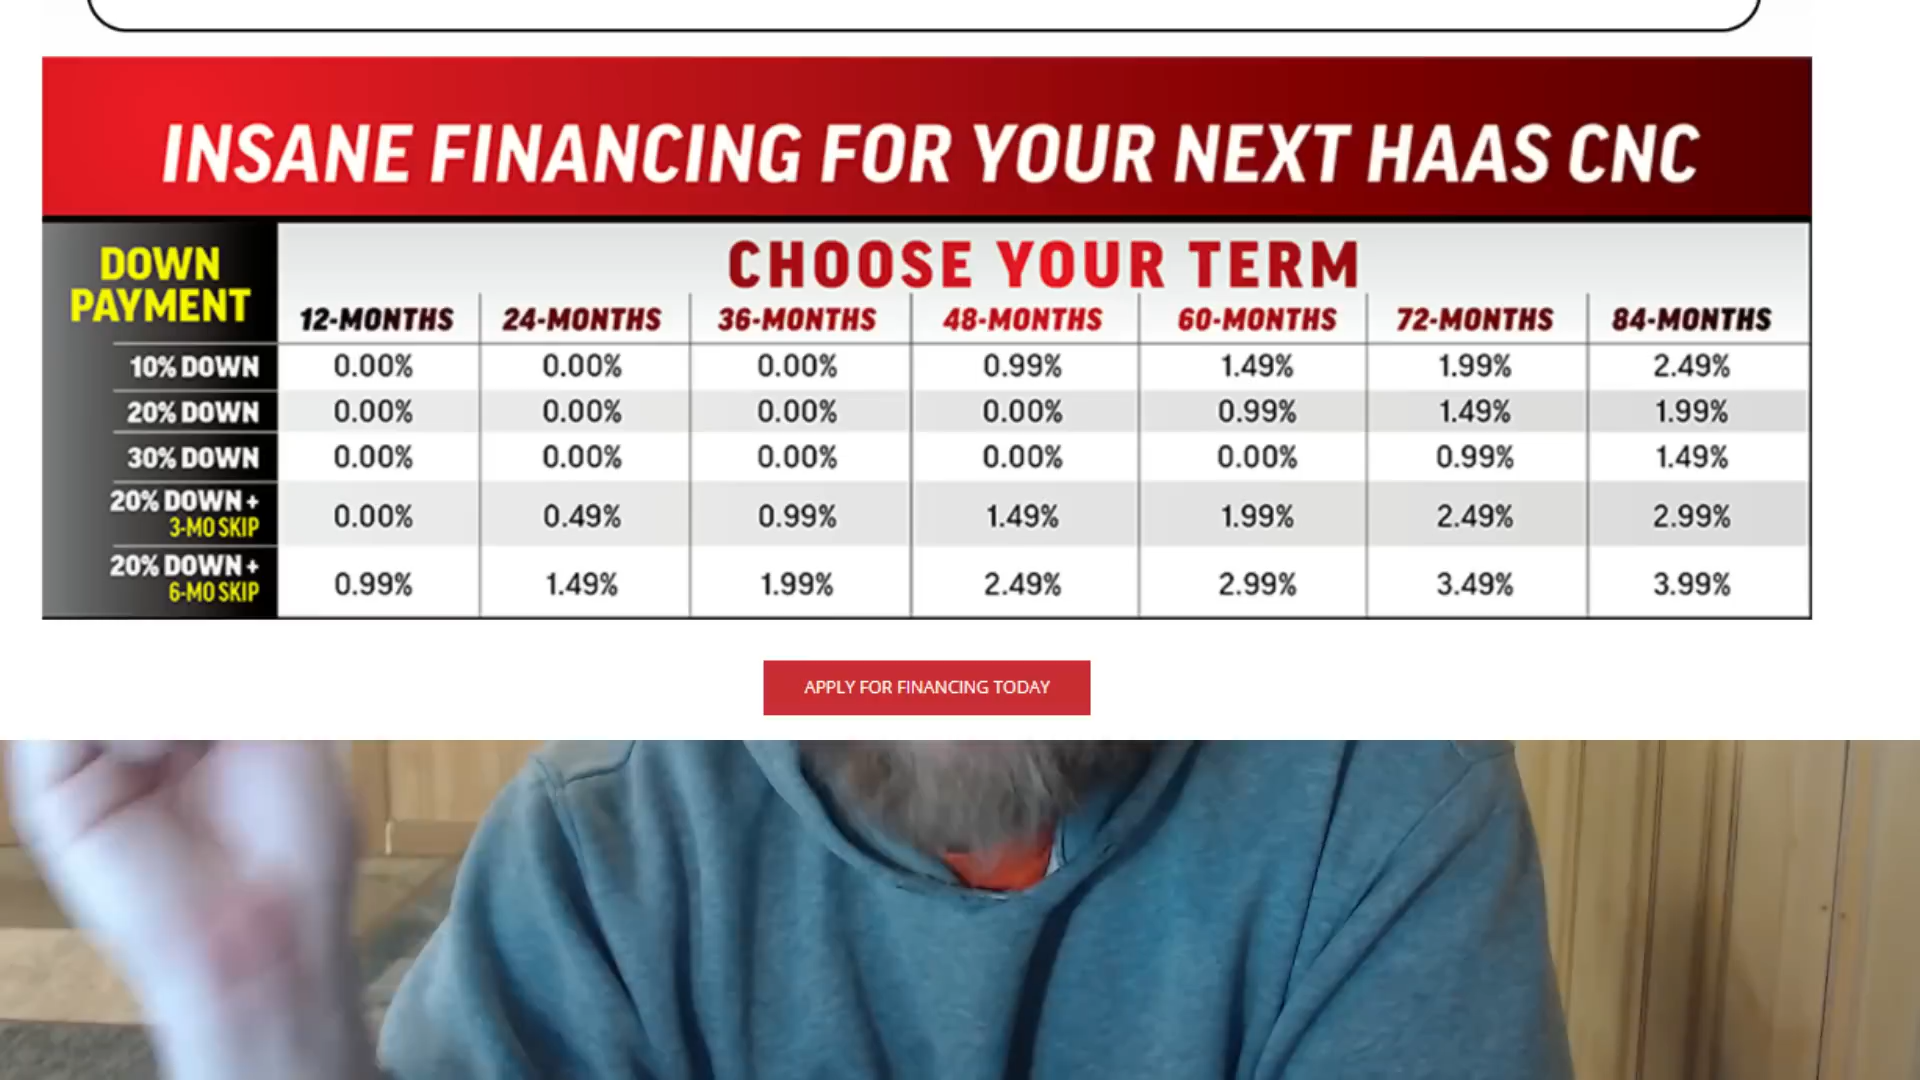 INSANE FINANCING FOR YOUR NEXT HAAS CNC
DOWN
PAYMENT
CHOOSE YOUR TERM
12-MONTHS 24-MONTHS 36-MONTHS 48-MONTHS 60-MONTHS 72-MONTHS 84-MONTHS
10% DOWN 0.00% 0.00% 0.00% 0.99% 1.49% 1.99% 2.49%
20% DOWN 0.00% 0.00% 0.00% 0.00% 0.99% 1.49% 1.99%
30% DOWN 0.00% 0.00% 0.00% 0.00% 0.00% 0.99% 1.49%
20% DOWN +
3-MO SKIP 0.00% 0.49% 0.99% 1.49% 1.99% 2.49% 2.99%
20% DOWN +
6-MO SKIP 0.99% 1.49% 1.99% 2.49% 2.99% 3.49% 3.99%
APPLY FOR FINANCING TODAY